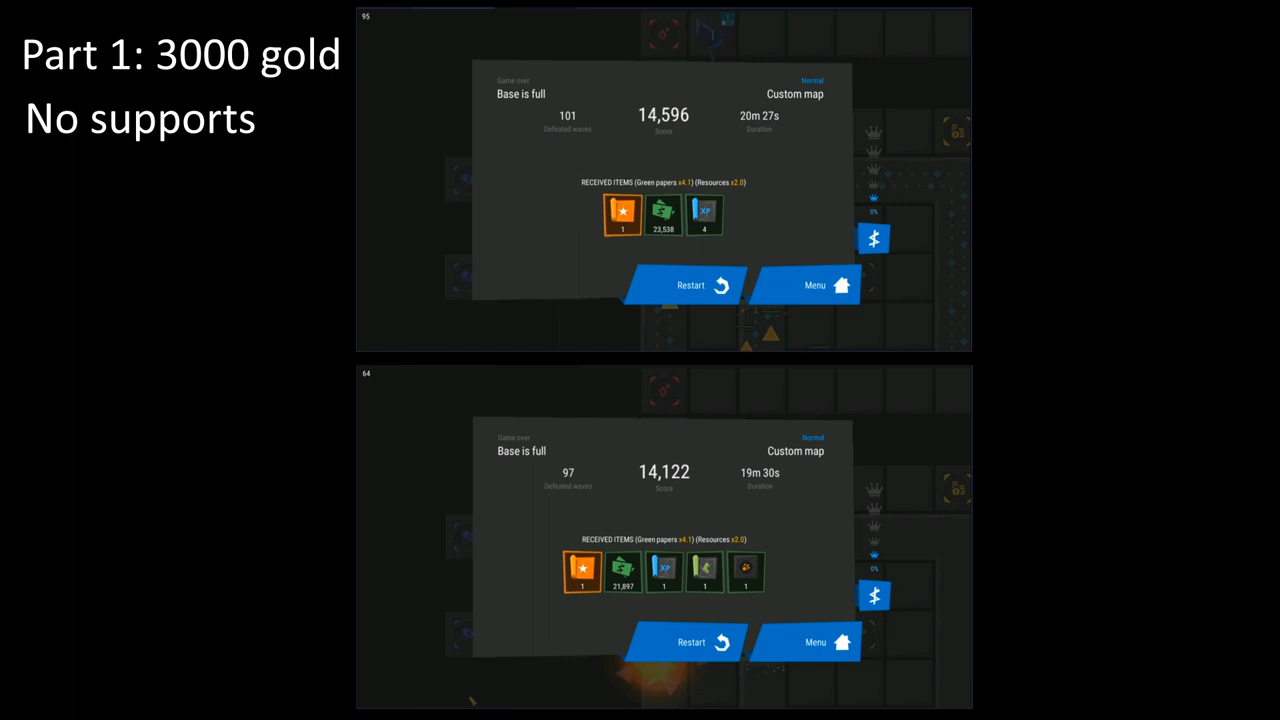 Part 1: 3000 gold
No supports
95
Game over
Normal
Base is full
Custom map
101
14,596
20m 27s
Defeated waves
Score
Duration
RECEIVED ITEMS (Green papers x4.1) (Resources x2.0)
XP
1
23,538
4
0%
Restart
Menu
64
Game over
Normal
Base is full
Custom map
97
14,122
19m 30s
Defeated waves
Score
Duration
RECEIVED ITEMS (Green papers x4.1) (Resources x2.0)
XP
1
21,897
1
1
1
0%
Restart
Menu